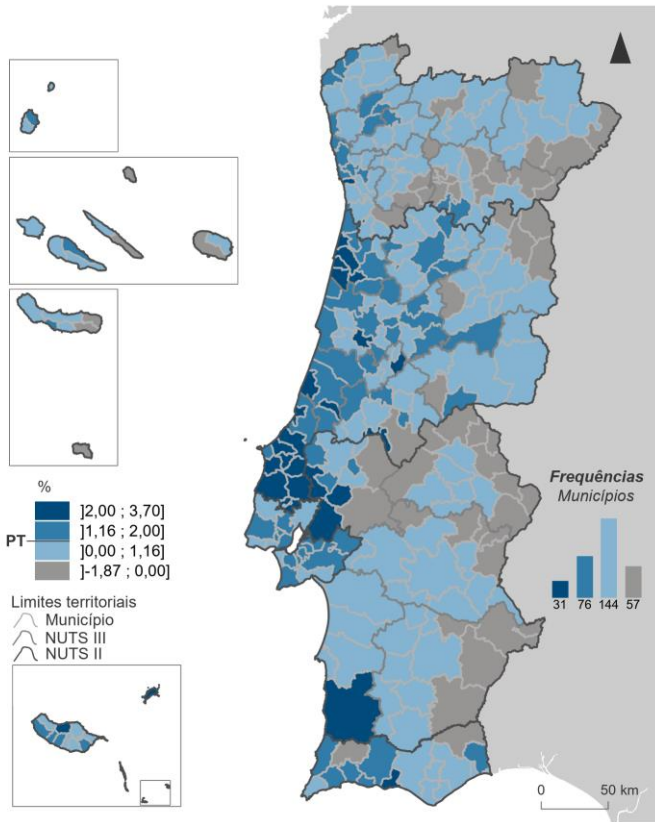 %
]2,00 ; 3,70]
]1,16 ; 2,00]
PT
]0,00 ; 1,16]
]-1,87 ; 0,00]
Limites territoriais
Município
NUTS III
NUTS II
Frequências
Municípios
31 76 144 57
0 50 km